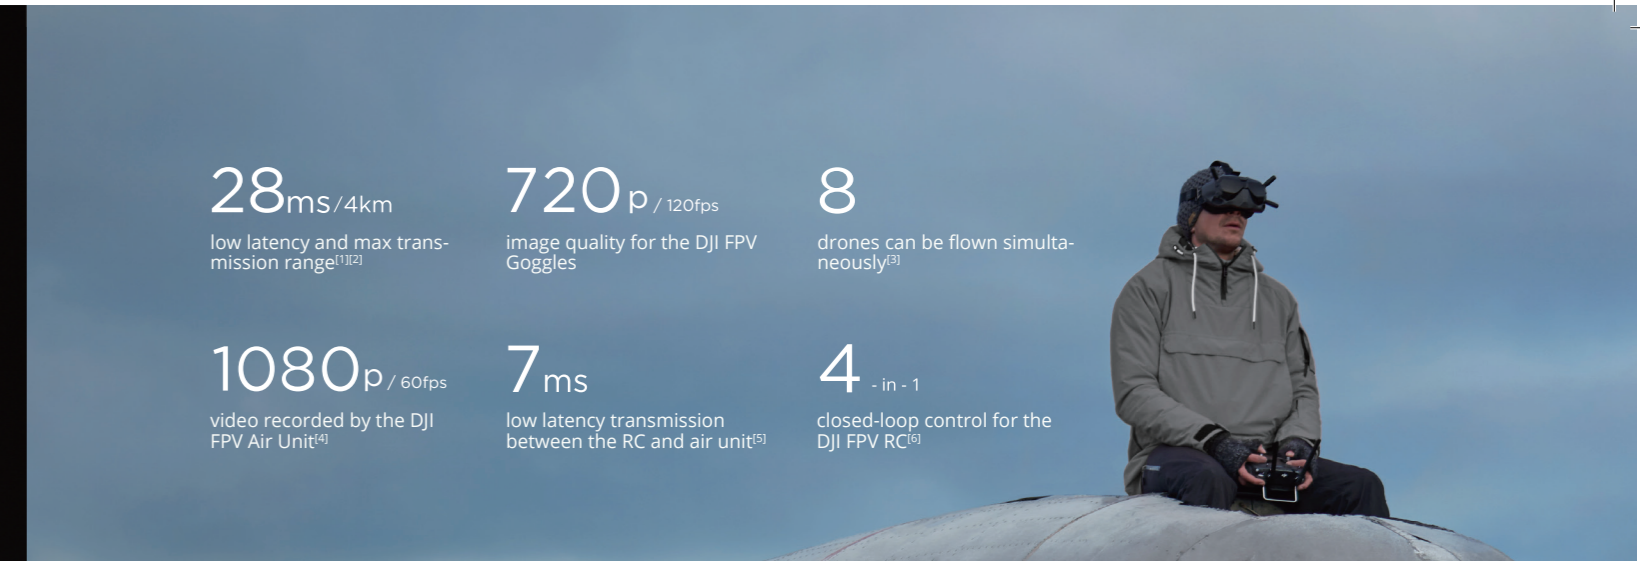 28ms/4km
low latency and max trans-
mission range[1][2]
720p / 120fps
image quality for the DJI FPV
Goggles
8
drones can be flown simulta-
neously[3]
1080p / 60fps
video recorded by the DJI
FPV Air Unit[4]
7ms
low latency transmission
between the RC and air unit[5]
4 - in - 1
closed-loop control for the
DJI FPV RC[6]